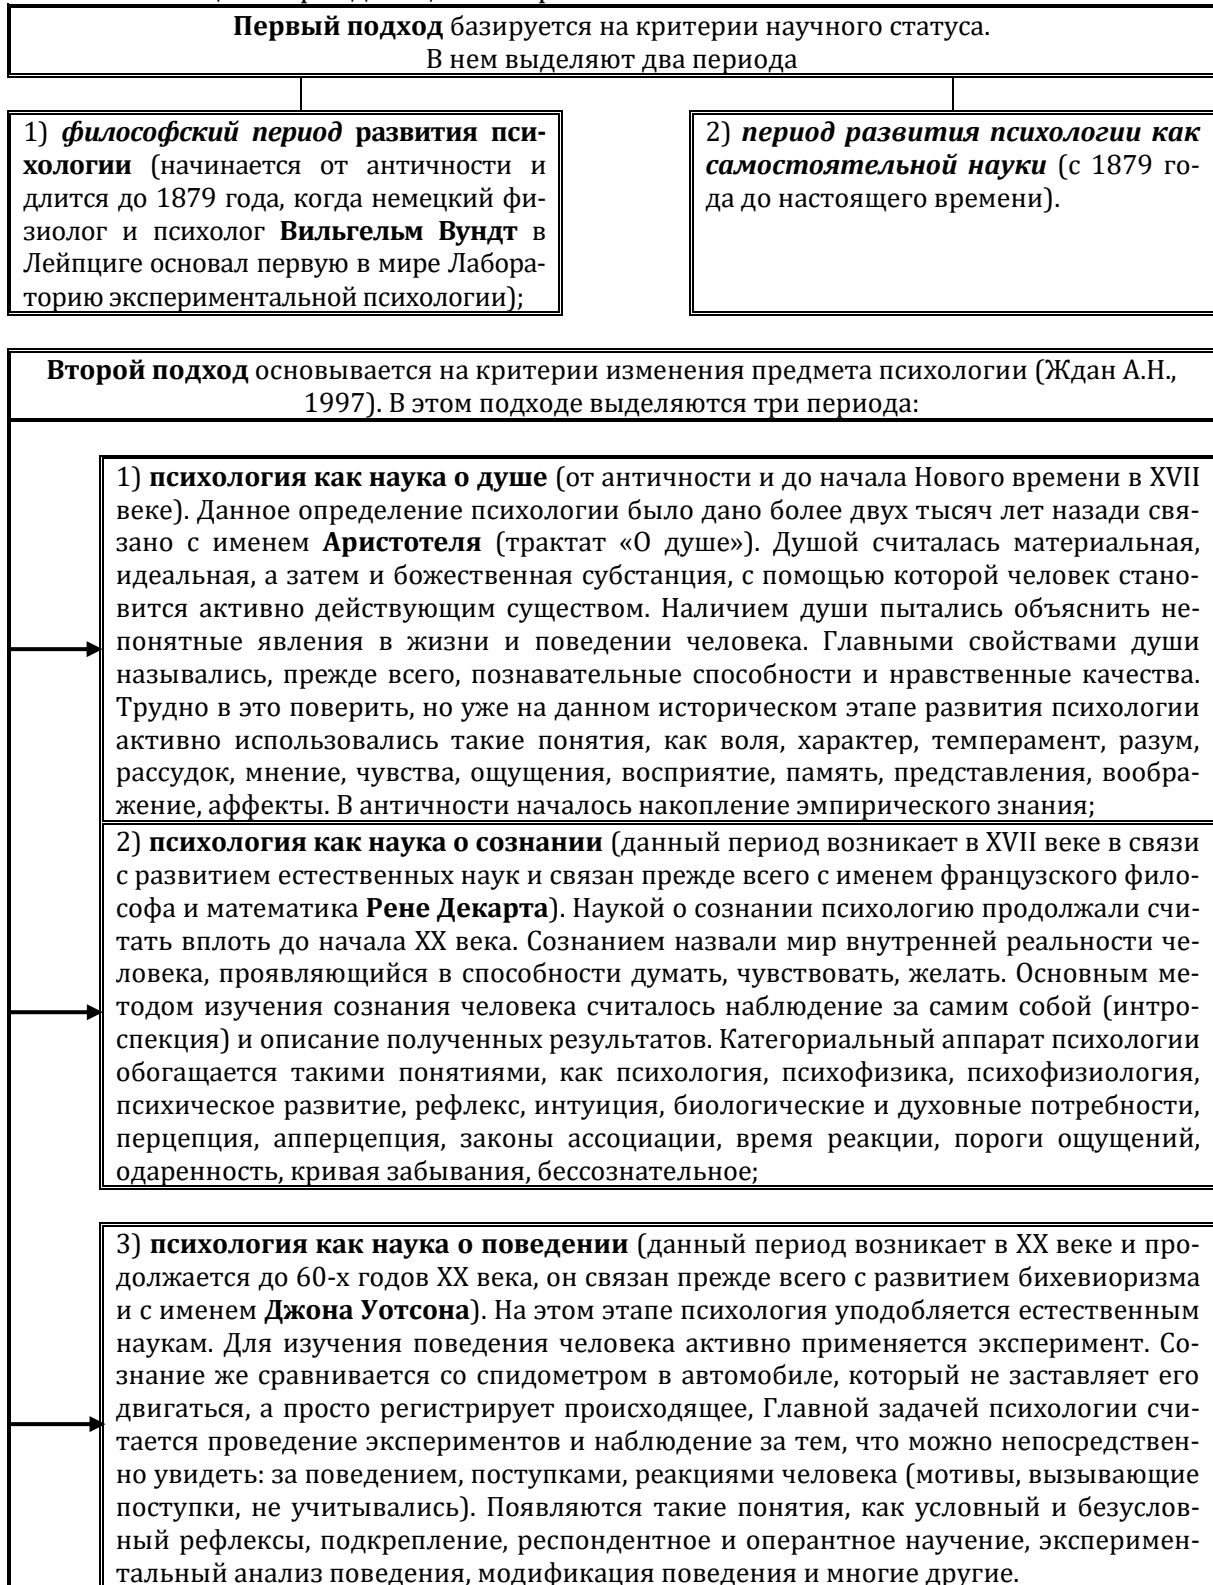 Первый подход базируется на критерии научного статуса.
В нем выделяют два периода
1) философский период развития пси-
хологии (начинается от античности и
длится до 1879 года, когда немецкий фи-
зиолог и психолог Вильгельм Вундт в
Лейпциге основал первую в мире Лабора-
торию экспериментальной психологии);
2) период развития психологии как
самостоятельной науки (с 1879 го-
да до настоящего времени).
Второй подход основывается на критерии изменения предмета психологии (Ждан А.Н.,
1997). В этом подходе выделяются три периода:
1) психология как наука о душе (от античности и до начала Нового времени в XVII
веке). Данное определение психологии было дано более двух тысяч лет назади свя-
зано с именем Аристотеля (трактат «О душе»). Душой считалась материальная,
идеальная, а затем и божественная субстанция, с помощью которой человек стано-
вится активно действующим существом. Наличием души пытались объяснить не-
понятные явления в жизни и поведении человека. Главными свойствами души
назывались, прежде всего, познавательные способности и нравственные качества.
Трудно в это поверить, но уже на данном историческом этапе развития психологии
активно использовались такие понятия, как воля, характер, темперамент, разум,
рассудок, мнение, чувства, ощущения, восприятие, память, представления, вообра-
жение, аффекты. В античности началось накопление эмпирического знания;
2) психология как наука о сознании (данный период возникает в XVII веке в связи
с развитием естественных наук и связан прежде всего с именем французского фило-
софа и математика Рене Декарта). Наукой о сознании психологию продолжали счи-
тать вплоть до начала XX века. Сознанием назвали мир внутренней реальности че-
ловека, проявляющийся в способности думать, чувствовать, желать. Основным ме-
тодом изучения сознания человека считалось наблюдение за самим собой (интро-
спекция) и описание полученных результатов. Категориальный аппарат психологии
обогащается такими понятиями, как психология, психофизика, психофизиология,
психическое развитие, рефлекс, интуиция, биологические и духовные потребности,
перцепция, апперцепция, законы ассоциации, время реакции, пороги ощущений,
одаренность, кривая забывания, бессознательное;
3) психология как наука о поведении (данный период возникает в XX веке и про-
должается до 60-х годов XX века, он связан прежде всего с развитием бихевиоризма
и с именем Джона Уотсона). На этом этапе психология уподобляется естественным
наукам. Для изучения поведения человека активно применяется эксперимент. Со-
знание же сравнивается со спидометром в автомобиле, который не заставляет его
двигаться, а просто регистрирует происходящее, Главной задачей психологии счи-
тается проведение экспериментов и наблюдение за тем, что можно непосредствен-
но увидеть: за поведением, поступками, реакциями человека (мотивы, вызывающие
поступки, не учитывались). Появляются такие понятия, как условный и безуслов-
ный рефлексы, подкрепление, респондентное и оперантное научение, эксперимен-
тальный анализ поведения, модификация поведения и многие другие.